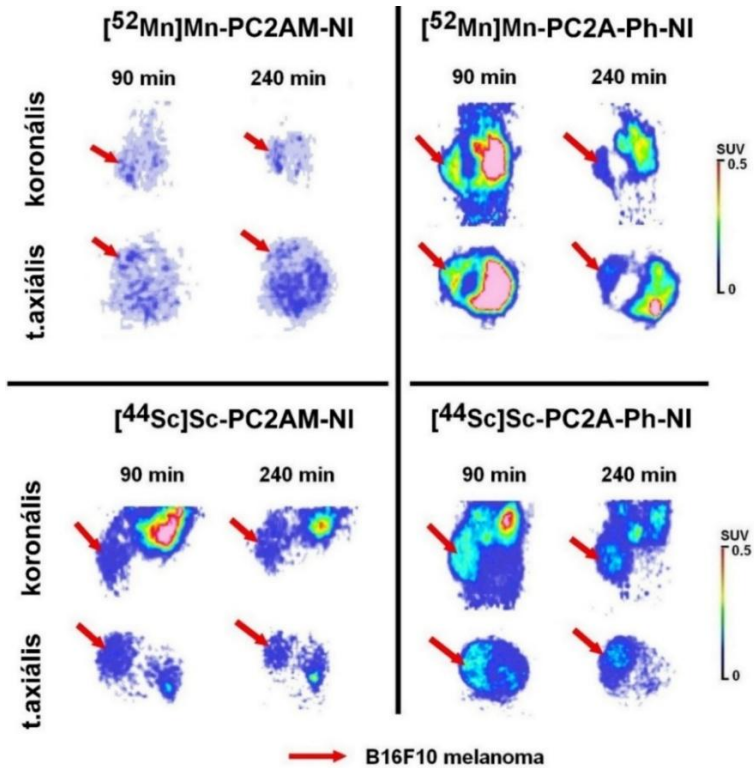 [⁵²Mn]Mn-PC2AM-NI
90 min 240 min
koronális
t.axiális
[⁵²Mn]Mn-PC2A-Ph-NI
90 min 240 min
SUV
0.5
0
[⁴⁴Sc]Sc-PC2AM-NI
90 min 240 min
koronális
t.axiális
[⁴⁴Sc]Sc-PC2A-Ph-NI
90 min 240 min
SUV
0.5
0
B16F10 melanoma